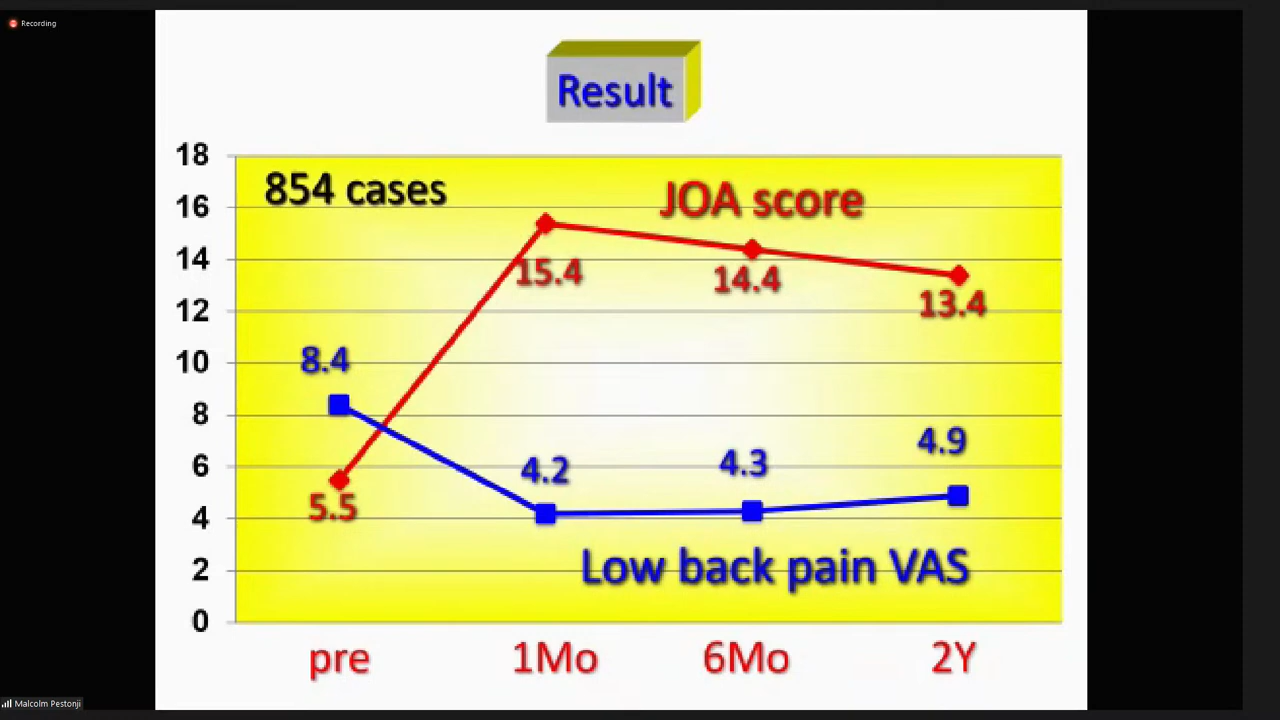 Recording
Result
18
854 cases
JOA score
16
14
15.4
14.4
13.4
12
10
8.4
8
4.2
4.3
4.9
6
5.5
4
Low back pain VAS
2
0
pre 1Mo 6Mo 2Y
Malcolm Pestonji